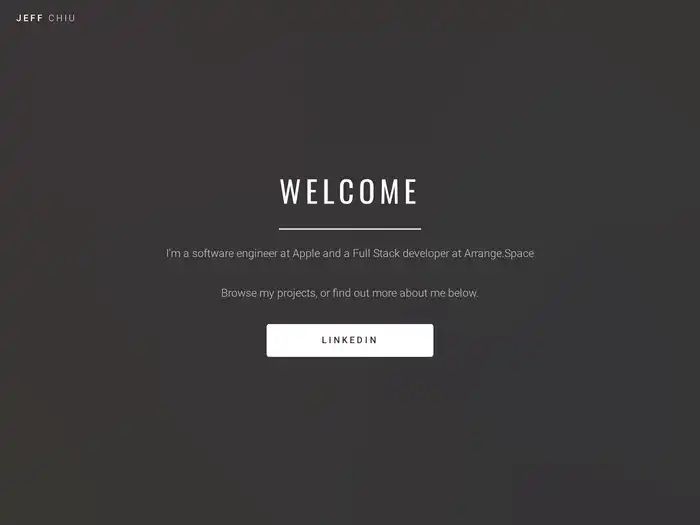 JEFF CHIU
WELCOME
I'm a software engineer at Apple and a Full Stack developer at Arrange.Space
Browse my projects, or find out more about me below.
LINKEDIN